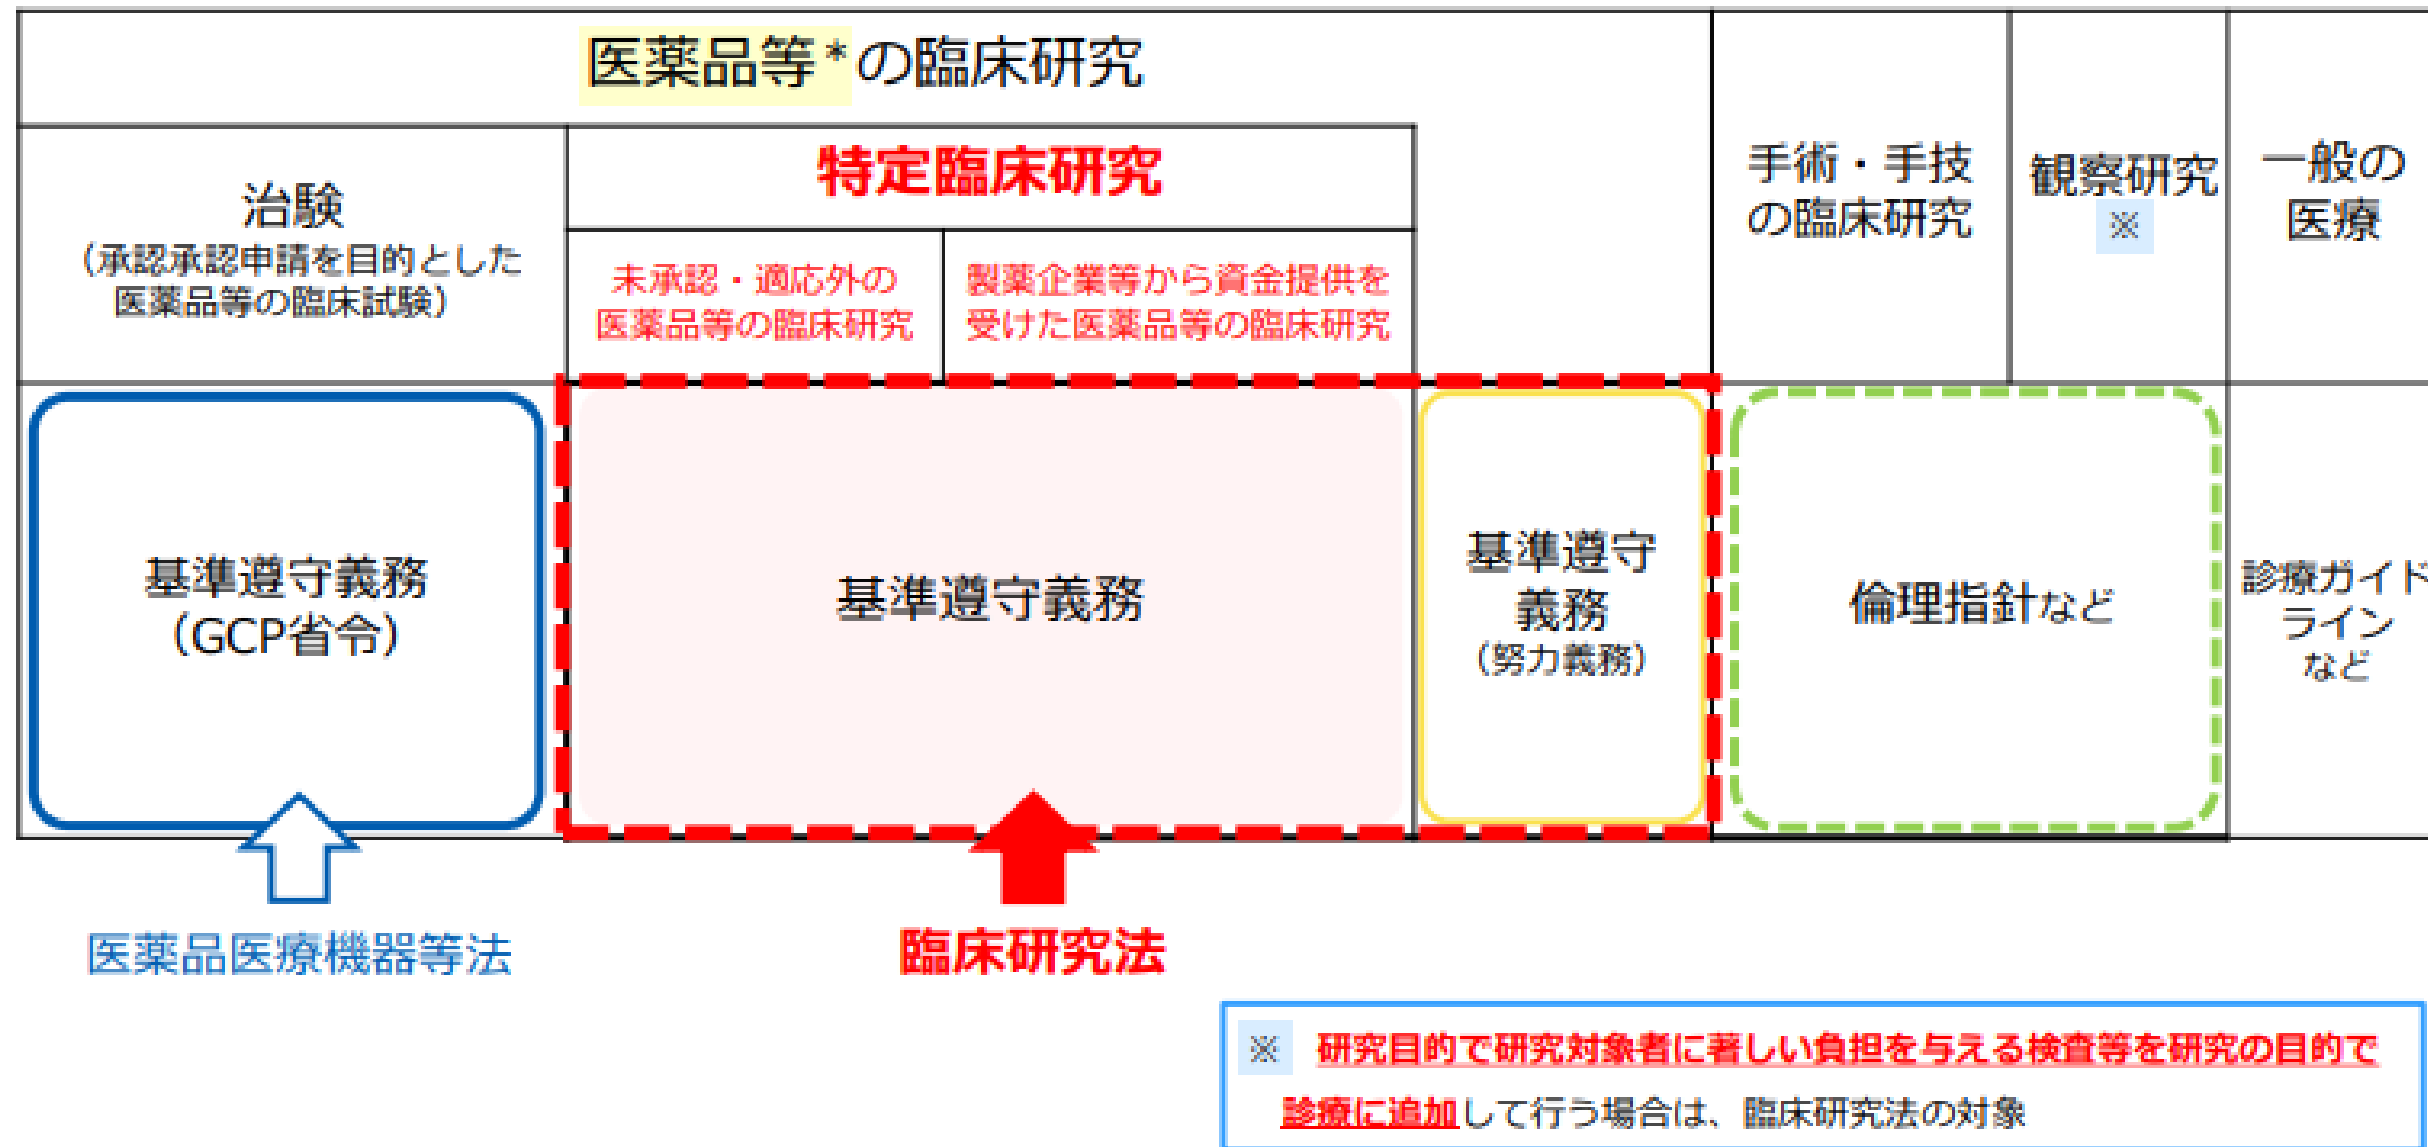 医薬品等*の臨床研究
治験
（承認承認申請を目的とした
医薬品等の臨床試験）
特定臨床研究
未承認・適応外の
医薬品等の臨床研究
製薬企業等から資金提供を
受けた医薬品等の臨床研究
手術・手技
の臨床研究
観察研究
※
一般の
医療
基準遵守義務
（GCP省令）
基準遵守義務
基準遵守
義務
（努力義務）
倫理指針など
診療ガイド
ライン
など
医薬品医療機器等法
臨床研究法
※ 研究目的で研究対象者に著しい負担を与える検査等を研究の目的で
診療に追加して行う場合は、臨床研究法の対象